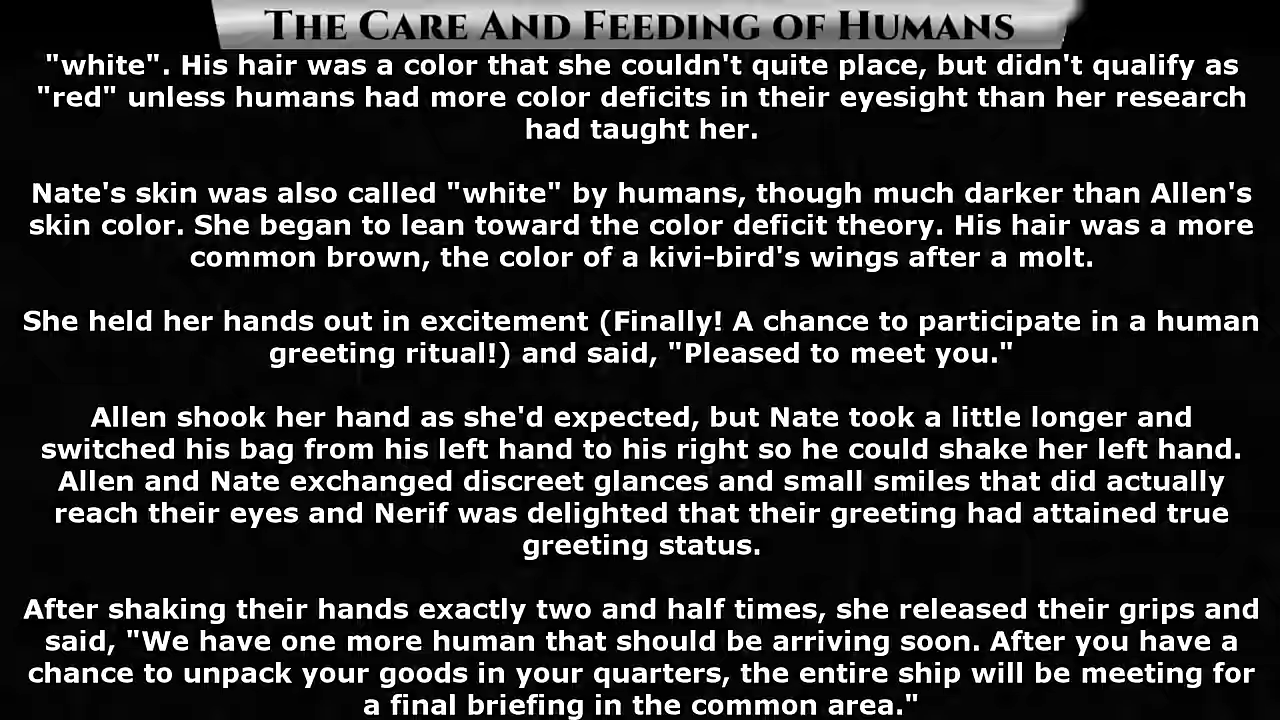 The Care And Feeding of Humans
"white". His hair was a color that she couldn't quite place, but didn't qualify as
"red" unless humans had more color deficits in their eyesight than her research
had taught her.
Nate's skin was also called "white" by humans, though much darker than Allen's
skin color. She began to lean toward the color deficit theory. His hair was a more
common brown, the color of a kivi-bird's wings after a molt.
She held her hands out in excitement (Finally! A chance to participate in a human
greeting ritual!) and said, "Pleased to meet you."
Allen shook her hand as she'd expected, but Nate took a little longer and
switched his bag from his left hand to his right so he could shake her left hand.
Allen and Nate exchanged discreet glances and small smiles that did actually
reach their eyes and Nerif was delighted that their greeting had attained true
greeting status.
After shaking their hands exactly two and half times, she released their grips and
said, "We have one more human that should be arriving soon. After you have a
chance to unpack your goods in your quarters, the entire ship will be meeting for
a final briefing in the common area."